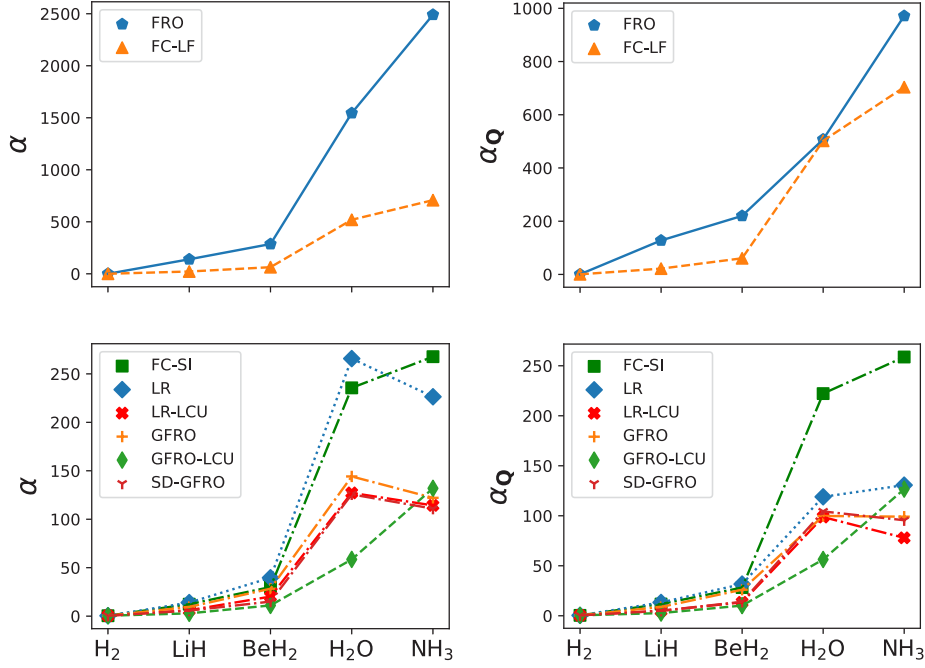 FRO
FC-LF
2500
2000
1500
1000
500
0
α
FRO
FC-LF
1000
800
600
400
200
0
α_Q
FC-SI
LR
LR-LCU
GFRO
GFRO-LCU
SD-GFRO
250
200
150
100
50
0
α
H₂ LiH BeH₂ H₂O NH₃
FC-SI
LR
LR-LCU
GFRO
GFRO-LCU
SD-GFRO
250
200
150
100
50
0
α_Q
H₂ LiH BeH₂ H₂O NH₃